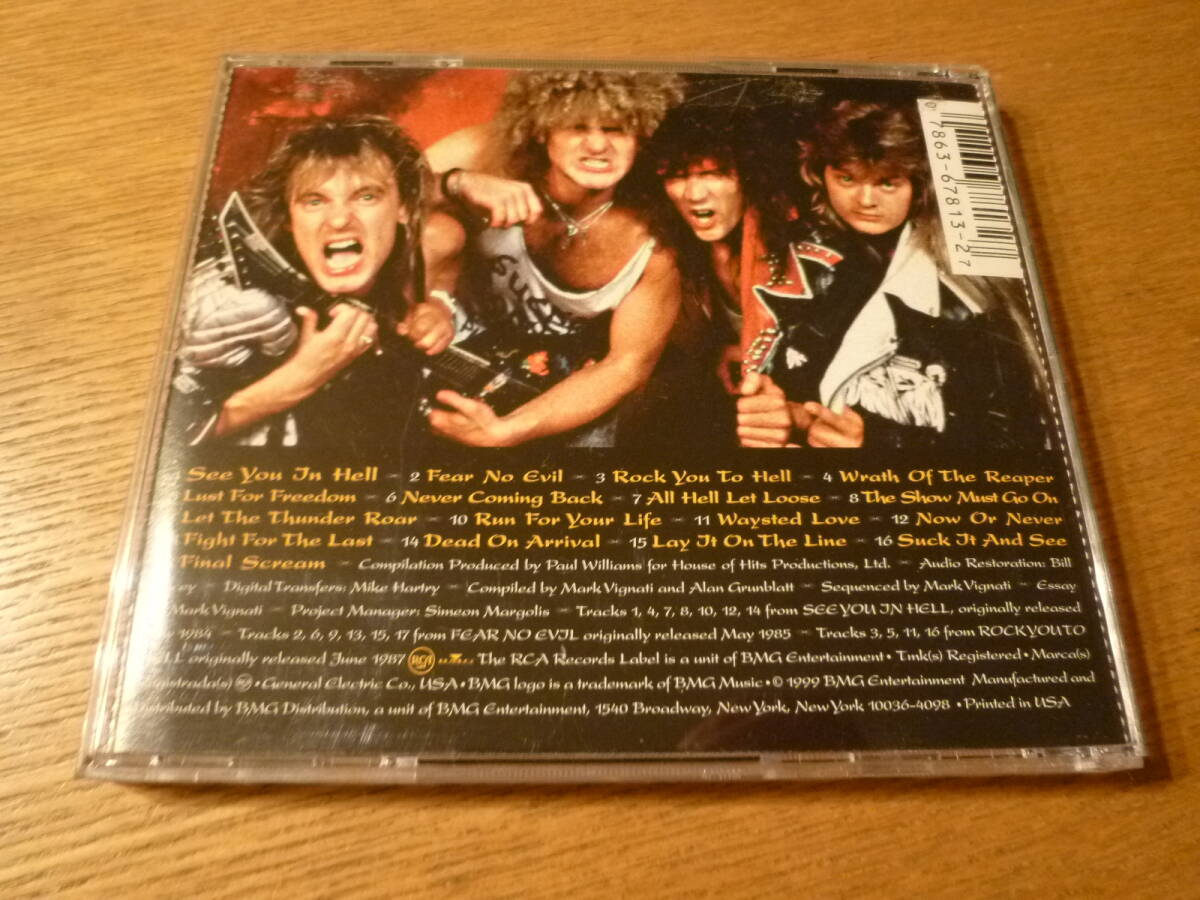 0 7863-67813-2 7
See You In Hell – 2 Fear No Evil – 3 Rock You To Hell – 4 Wrath Of The Reaper
Lust For Freedom – 6 Never Coming Back – 7 All Hell Let Loose – 8 The Show Must Go On
Let The Thunder Roar – 10 Run For Your Life – 11 Waysted Love – 12 Now Or Never
Fight For The Last – 14 Dead On Arrival – 15 Lay It On The Line – 16 Suck It And See
Final Scream – Compilation Produced by Paul Williams for House of Hits Productions, Ltd. – Audio Restoration: Bill
ey – Digital Transfers: Mike Hartry – Compiled by Mark Vignati and Alan Grunblatt – Sequenced by Mark Vignati – Essay
Mark Vignati – Project Manager: Simeon Margolis – Tracks 1, 4, 7, 8, 10, 12, 14 from SEE YOU IN HELL, originally released
1984 – Tracks 2, 6, 9, 13, 15, 17 from FEAR NO EVIL originally released May 1985 – Tracks 3, 5, 11, 16 from ROCK YOU TO
LL originally released June 1987 RCA BMG The RCA Records Label is a unit of BMG Entertainment • Tmk(s) Registered • Marca(s)
gistrada(s) RCA • General Electric Co., USA • BMG logo is a trademark of BMG Music • © 1999 BMG Entertainment Manufactured and
Distributed by BMG Distribution, a unit of BMG Entertainment, 1540 Broadway, New York, New York 10036-4098 • Printed in USA